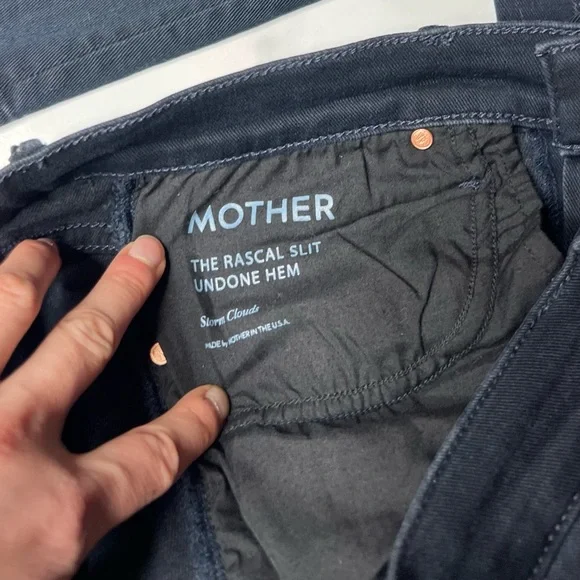 MOTHER
THE RASCAL SLIT
UNDONE HEM
Storm Clouds
MADE by MOTHER IN THE U.S.A.